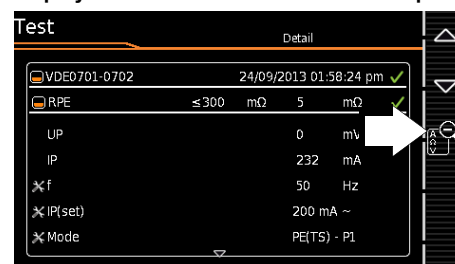 Test
Detail
VDE0701-0702 24/09/2013 01:58:24 pm ✓
RPE ≤300 mΩ 5 mΩ ✓
UP 0 mV
IP 232 mA
f 50 Hz
IP(set) 200 mA ~
Mode PE(TS) - P1
A
Ω
V